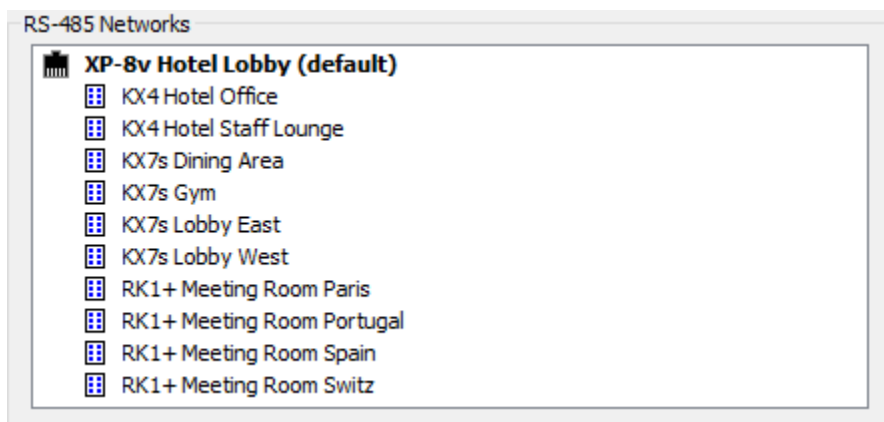 RS-485 Networks
XP-8v Hotel Lobby (default)
KX4 Hotel Office
KX4 Hotel Staff Lounge
KX7s Dining Area
KX7s Gym
KX7s Lobby East
KX7s Lobby West
RK1+ Meeting Room Paris
RK1+ Meeting Room Portugal
RK1+ Meeting Room Spain
RK1+ Meeting Room Switz